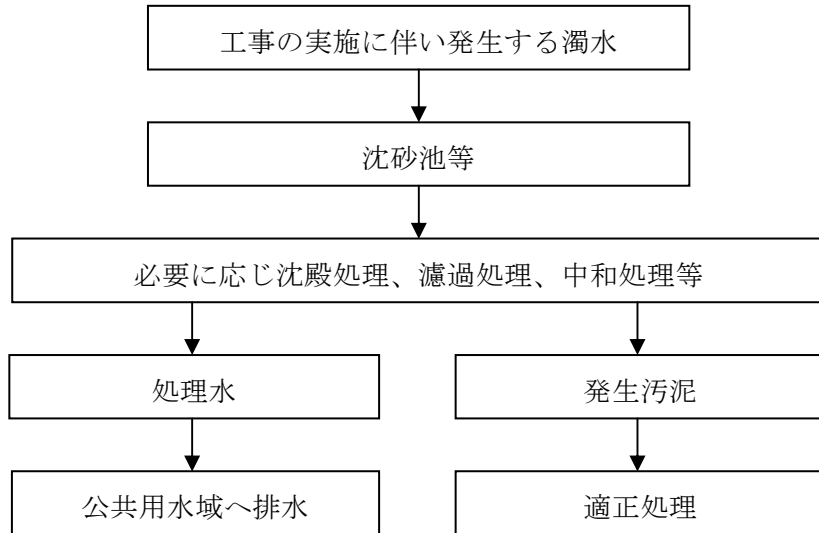 工事の実施に伴い発生する濁水
沈砂池等
必要に応じ沈殿処理、濾過処理、中和処理等
処理水
発生汚泥
公共用水域へ排水
適正処理